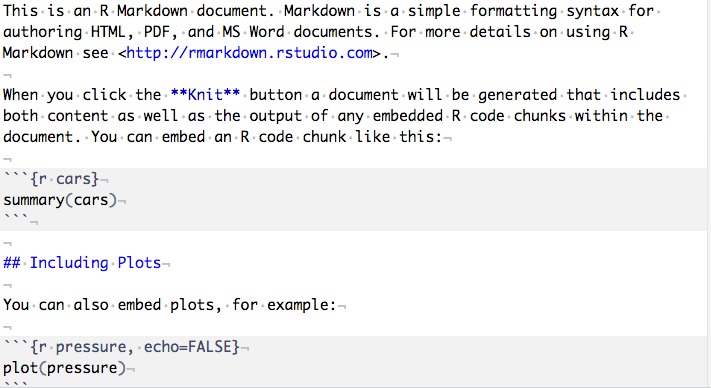 This is an R Markdown document. Markdown is a simple formatting syntax for
authoring HTML, PDF, and MS Word documents. For more details on using R
Markdown see <http://rmarkdown.rstudio.com>.¬
¬
When you click the **Knit** button a document will be generated that includes
both content as well as the output of any embedded R code chunks within the
document. You can embed an R code chunk like this:¬
¬
```{r cars}¬
summary(cars)¬
```¬
¬
## Including Plots¬
¬
You can also embed plots, for example:¬
¬
```{r pressure, echo=FALSE}¬
plot(pressure)¬
```